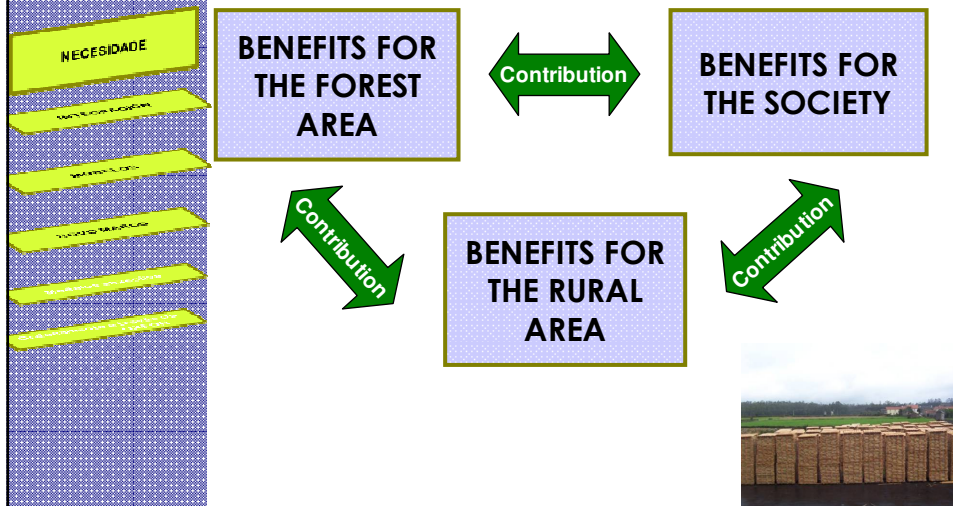 NECESIDADE
BENEFITS FOR
THE FOREST
AREA
Contribution
BENEFITS FOR
THE SOCIETY
Contribution
BENEFITS FOR
THE RURAL
AREA
Contribution